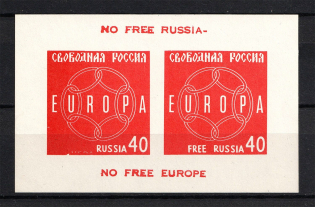 NO FREE RUSSIA-
СВОБОДНАЯ РОССИЯ СВОБОДНАЯ РОССИЯ
EUROPA EUROPA
RUSSIA 40 FREE RUSSIA 40
NO FREE EUROPE